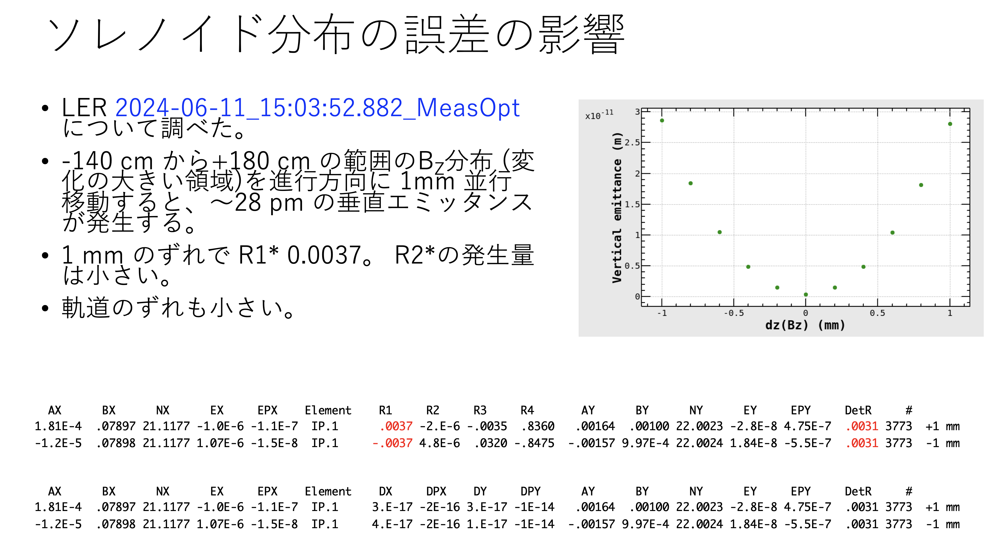 ソレノイド分布の誤差の影響
• LER 2024-06-11_15:03:52.882_MeasOpt
について調べた。
• -140 cm から+180 cm の範囲のBZ分布 (変
化の大きい領域)を進行方向に 1mm 並行
移動すると、～28 pm の垂直エミッタンス
が発生する。
• 1 mm のずれで R1* 0.0037。 R2*の発生量
は小さい。
• 軌道のずれも小さい。
x10-11
3
2.5
2
1.5
1
0.5
0
Vertical emittance (m)
-1 -0.5 0 0.5 1
dz(Bz) (mm)
AX BX NX EX EPX Element R1 R2 R3 R4 AY BY NY EY EPY DetR #
1.81E-4 .07897 21.1177 -1.0E-6 -1.1E-7 IP.1 .0037 -2.E-6 -.0035 .8360 .00164 .00100 22.0023 -2.8E-8 4.75E-7 .0031 3773 +1 mm
-1.2E-5 .07898 21.1177 1.07E-6 -1.5E-8 IP.1 -.0037 4.8E-6 .0320 -.8475 -.00157 9.97E-4 22.0024 1.84E-8 -5.5E-7 .0031 3773 -1 mm
AX BX NX EX EPX Element DX DPX DY DPY AY BY NY EY EPY DetR #
1.81E-4 .07897 21.1177 -1.0E-6 -1.1E-7 IP.1 3.E-17 -2E-16 3.E-17 -1E-14 .00164 .00100 22.0023 -2.8E-8 4.75E-7 .0031 3773 +1 mm
-1.2E-5 .07898 21.1177 1.07E-6 -1.5E-8 IP.1 4.E-17 -2E-16 1.E-17 -1E-14 -.00157 9.97E-4 22.0024 1.84E-8 -5.5E-7 .0031 3773 -1 mm